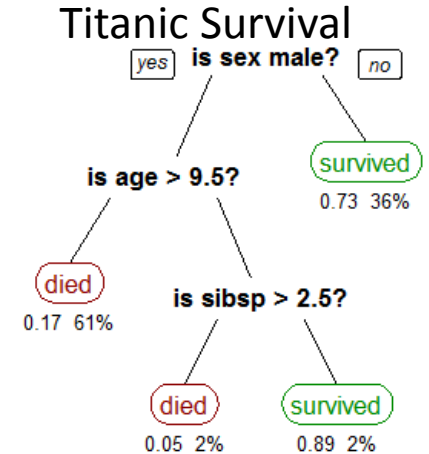 Titanic Survival
yes is sex male? no
survived
0.73 36%
is age > 9.5?
died
0.17 61%
is sibsp > 2.5?
died survived
0.05 2% 0.89 2%